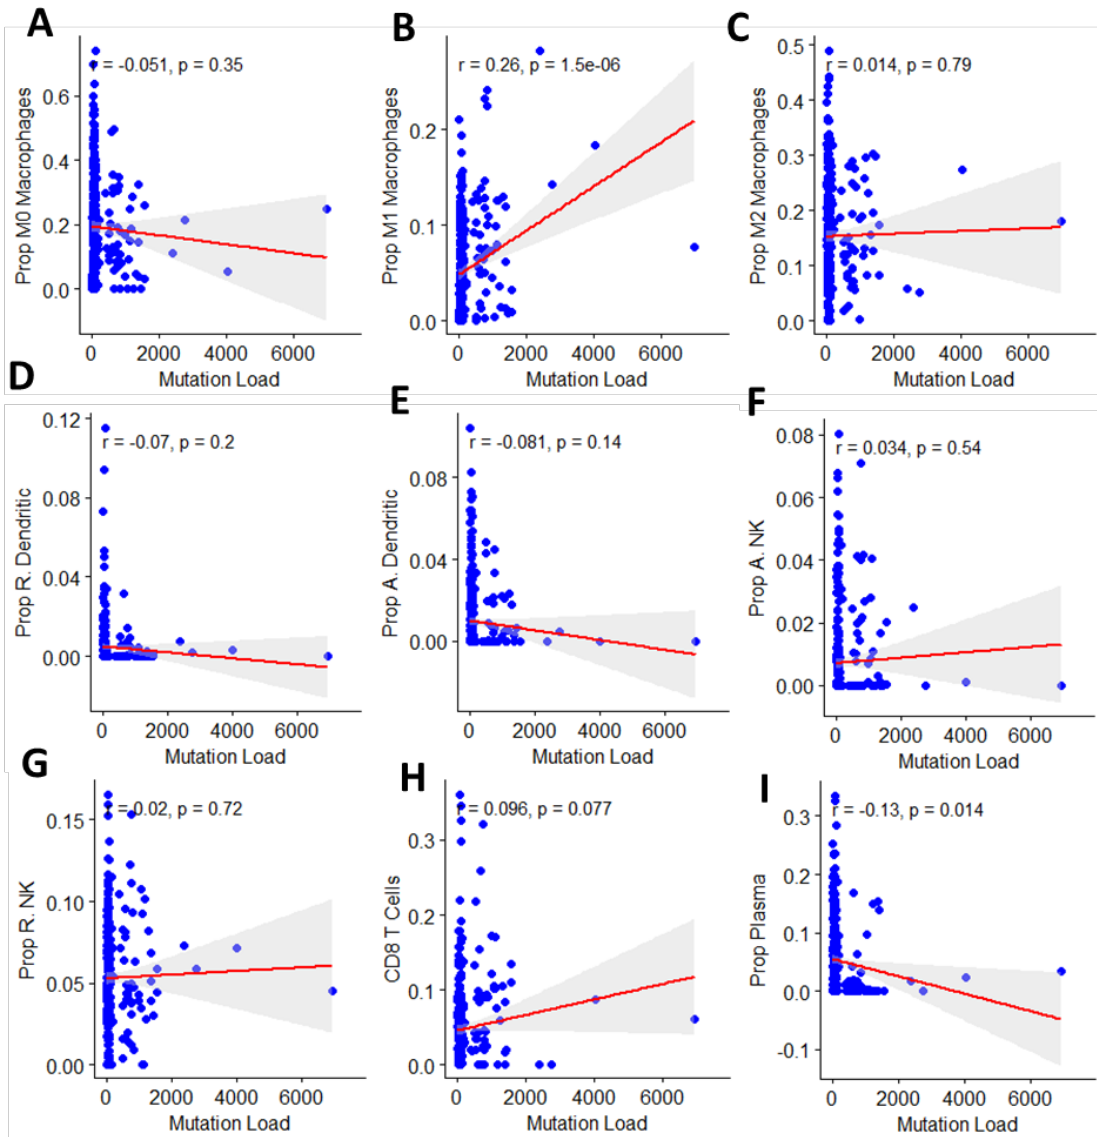 A
B
C
r = -0.051, p = 0.35
r = 0.26, p = 1.5e-06
r = 0.014, p = 0.79
Prop M0 Macrophages
0.6
0.4
0.2
0.0
Prop M1 Macrophages
0.2
0.1
0.0
Prop M2 Macrophages
0.5
0.4
0.3
0.2
0.1
0.0
0 2000 4000 6000
0 2000 4000 6000
0 2000 4000 6000
Mutation Load
Mutation Load
Mutation Load
D
E
F
r = -0.07, p = 0.2
r = -0.081, p = 0.14
r = 0.034, p = 0.54
Prop R. Dendritic
0.12
0.08
0.04
0.00
Prop A. Dendritic
0.08
0.04
0.00
Prop A. NK
0.08
0.06
0.04
0.02
0.00
0 2000 4000 6000
0 2000 4000 6000
0 2000 4000 6000
Mutation Load
Mutation Load
Mutation Load
G
H
I
r = 0.02, p = 0.72
r = 0.096, p = 0.077
r = -0.13, p = 0.014
Prop R. NK
0.15
0.10
0.05
0.00
CD8 T Cells
0.3
0.2
0.1
0.0
Prop Plasma
0.3
0.2
0.1
0.0
-0.1
0 2000 4000 6000
0 2000 4000 6000
0 2000 4000 6000
Mutation Load
Mutation Load
Mutation Load